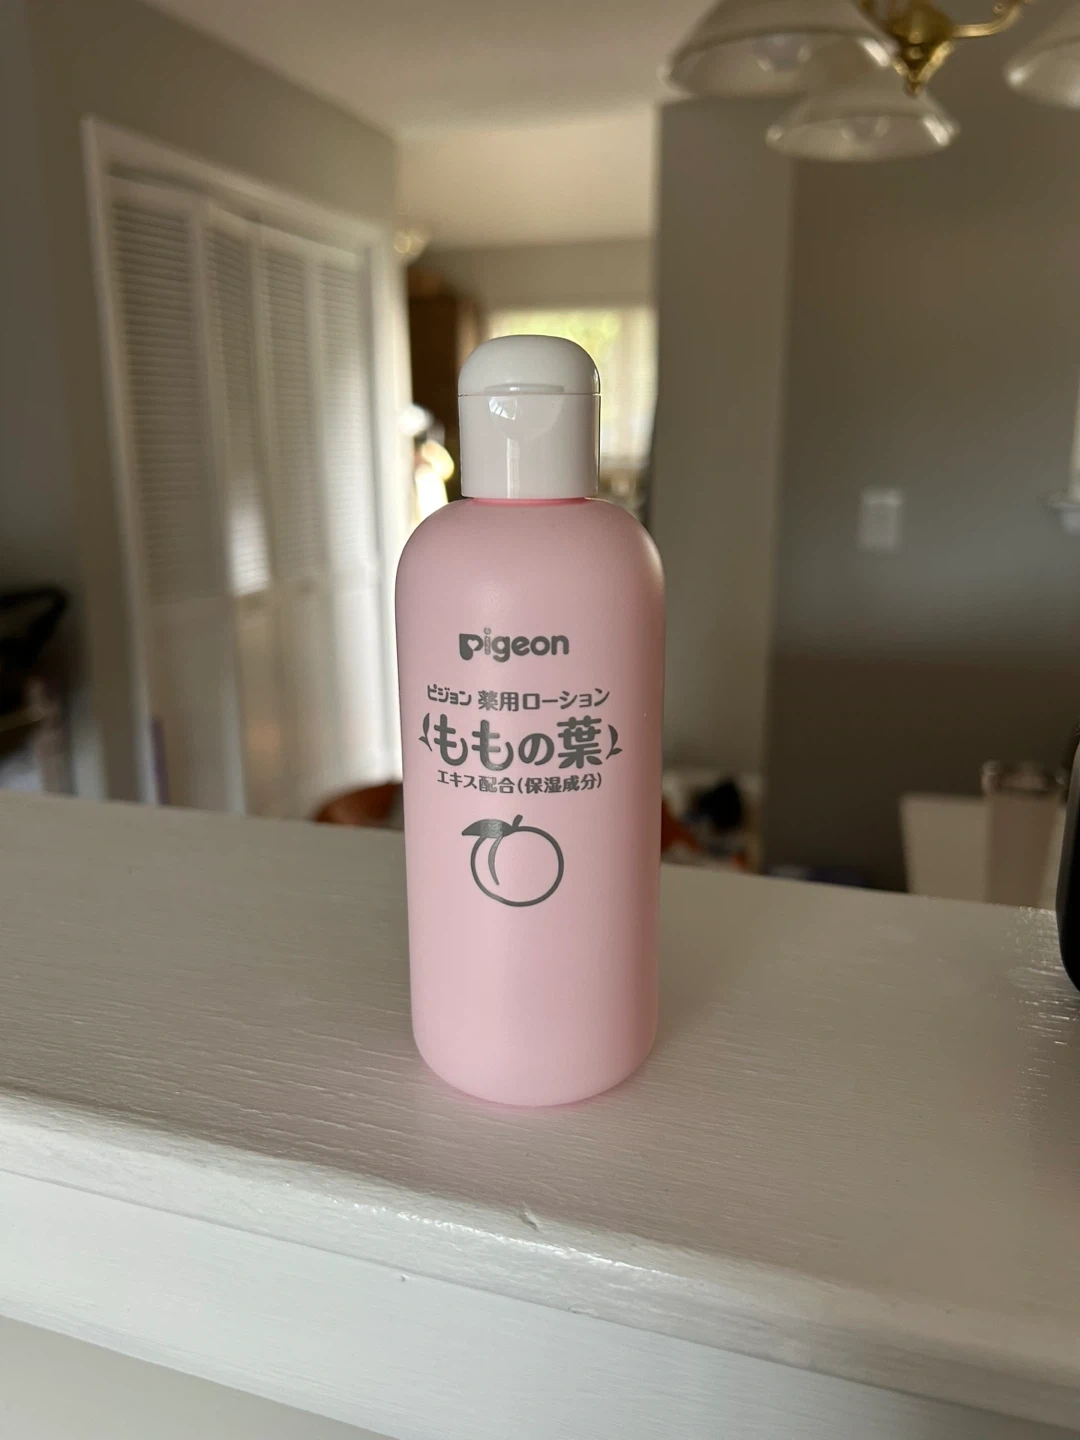 Pigeon
ピジョン 薬用ローション
ももの葉
エキス配合(保湿成分)